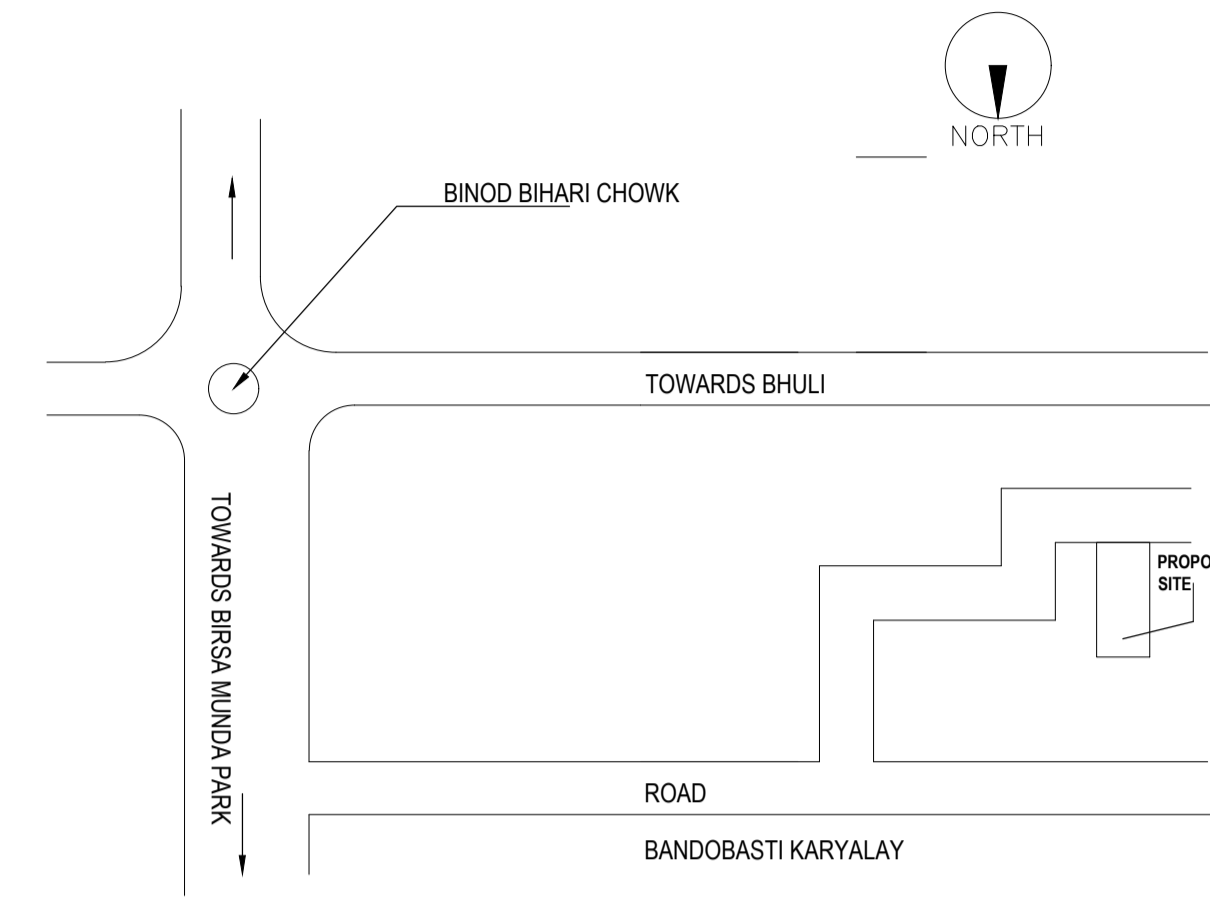 NORTH
BINOD BIHARI CHOWK
TOWARDS BHULI
TOWARDS BIRSA MUNDA PARK
PROPO
SITE
ROAD
BANDOBASTI KARYALAY